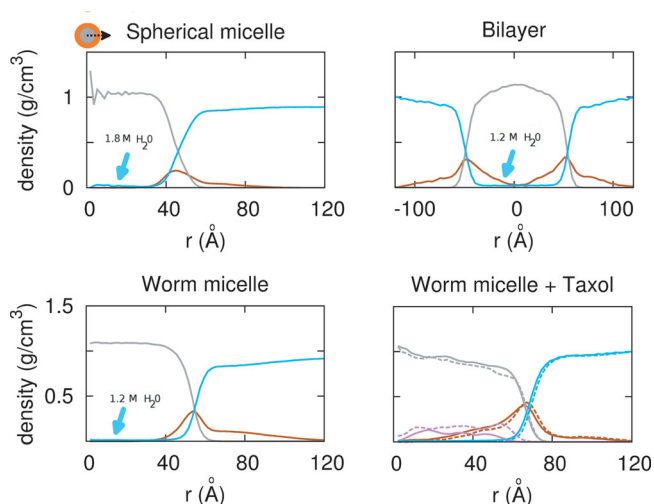 Spherical micelle
Bilayer
density (g/cm³)
1
0
1.8 M H₂0
1.2 M H₂0
0 40 80 120
-100 0 100
r (Å)
r (Å)
Worm micelle
Worm micelle + Taxol
density (g/cm³)
1.5
1
0.5
1.2 M H₂0
0 40 80 120
0 40 80 120
r (Å)
r (Å)